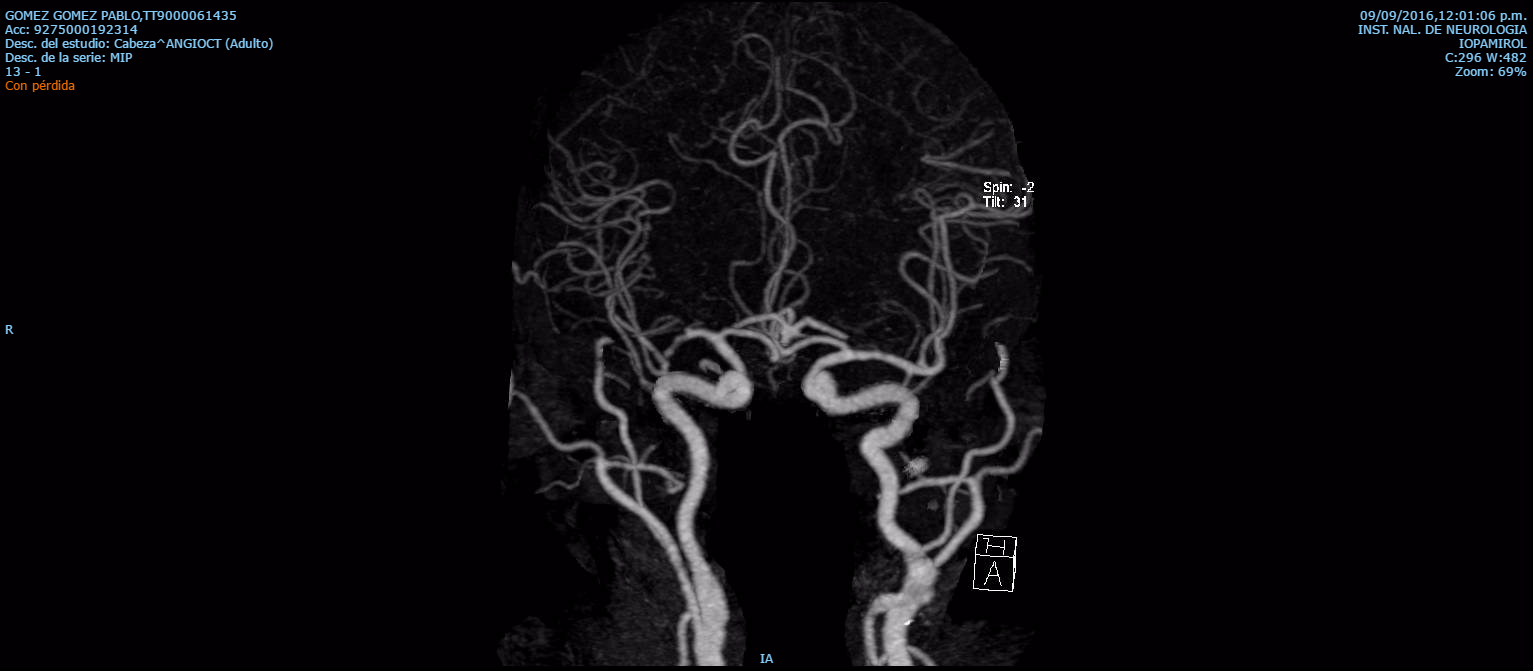 GOMEZ GOMEZ PABLO,TT9000061435
Acc: 9275000192314
Desc. del estudio: Cabeza^ANGIOCT (Adulto)
Desc. de la serie: MIP
13 - 1
Con pérdida
09/09/2016,12:01:06 p.m.
INST. NAL. DE NEUROLOGIA
IOPAMIROL
C:296 W:482
Zoom: 69%
Spin: -2
Tilt: 31
R
H
A
IA